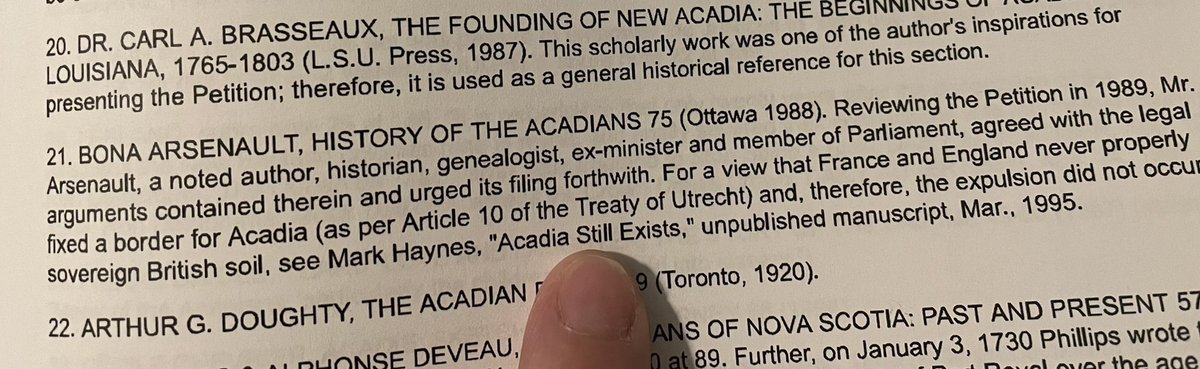 20. DR. CARL A. BRASSEAUX, THE FOUNDING OF NEW ACADIA: THE BEGINNINGS OF
LOUISIANA, 1765-1803 (L.S.U. Press, 1987). This scholarly work was one of the author's inspirations for
presenting the Petition; therefore, it is used as a general historical reference for this section.
21. BONA ARSENAULT, HISTORY OF THE ACADIANS 75 (Ottawa 1988). Reviewing the Petition in 1989, Mr.
Arsenault, a noted author, historian, genealogist, ex-minister and member of Parliament, agreed with the legal
arguments contained therein and urged its filing forthwith. For a view that France and England never properly
fixed a border for Acadia (as per Article 10 of the Treaty of Utrecht) and, therefore, the expulsion did not occur
sovereign British soil, see Mark Haynes, "Acadia Still Exists," unpublished manuscript, Mar., 1995.
22. ARTHUR G. DOUGHTY, THE ACADIAN 9 (Toronto, 1920).
DEVEAU, ANS OF NOVA SCOTIA: PAST AND PRESENT 57
at 89. Further, on January 3, 1730 Phillips wrote
over the age